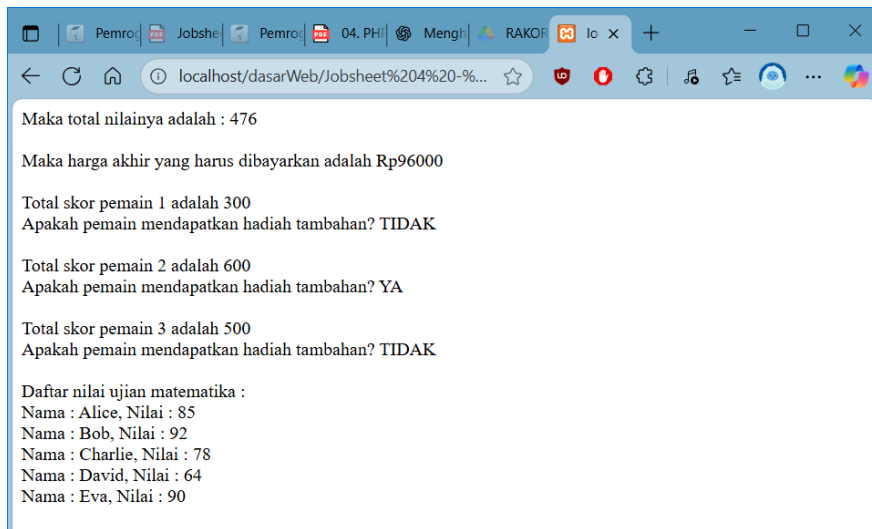 Pemrog Jobshe Pemrog 04. PHP Mengh RAKOR lo
localhost/dasarWeb/Jobsheet%204%20-%...
Maka total nilainya adalah : 476
Maka harga akhir yang harus dibayarkan adalah Rp96000
Total skor pemain 1 adalah 300
Apakah pemain mendapatkan hadiah tambahan? TIDAK
Total skor pemain 2 adalah 600
Apakah pemain mendapatkan hadiah tambahan? YA
Total skor pemain 3 adalah 500
Apakah pemain mendapatkan hadiah tambahan? TIDAK
Daftar nilai ujian matematika :
Nama : Alice, Nilai : 85
Nama : Bob, Nilai : 92
Nama : Charlie, Nilai : 78
Nama : David, Nilai : 64
Nama : Eva, Nilai : 90